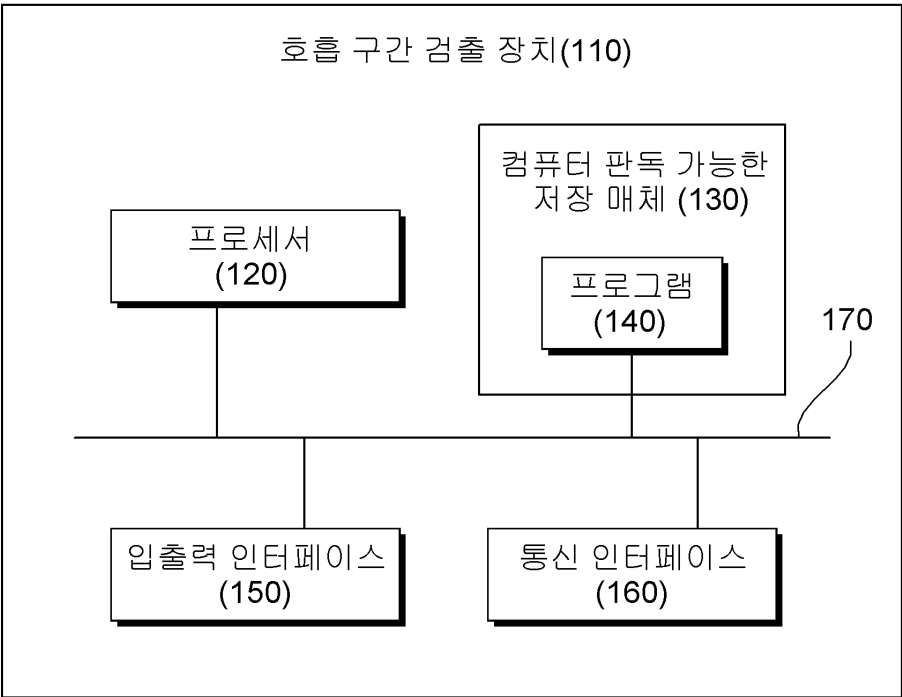 호흡 구간 검출 장치(110)
컴퓨터 판독 가능한
저장 매체 (130)
프로세서
(120)
프로그램
(140)
170
입출력 인터페이스
(150)
통신 인터페이스
(160)